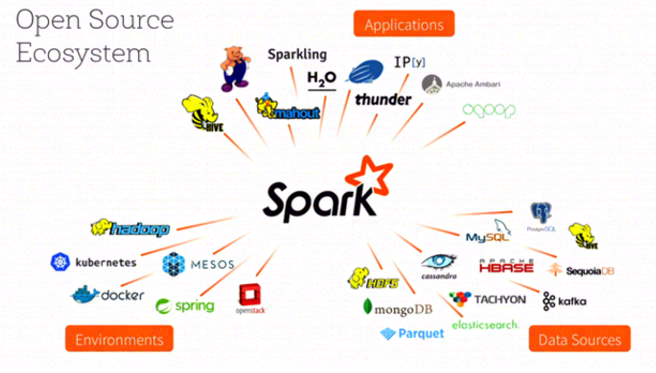 Open Source
Ecosystem
Applications
Sparkling
H2O
IP[y]
Apache Ambari
thunder
HIVE
mahout
sqoop
Spark
hadoop
kubernetes
MESOS
docker
spring
openstack
Environments
PostgreSQL
MySQL
HIVE
cassandra
APACHE
HBASE
SequoiaDB
HDFS
mongoDB
TACHYON
kafka
Parquet
elasticsearch.
Data Sources